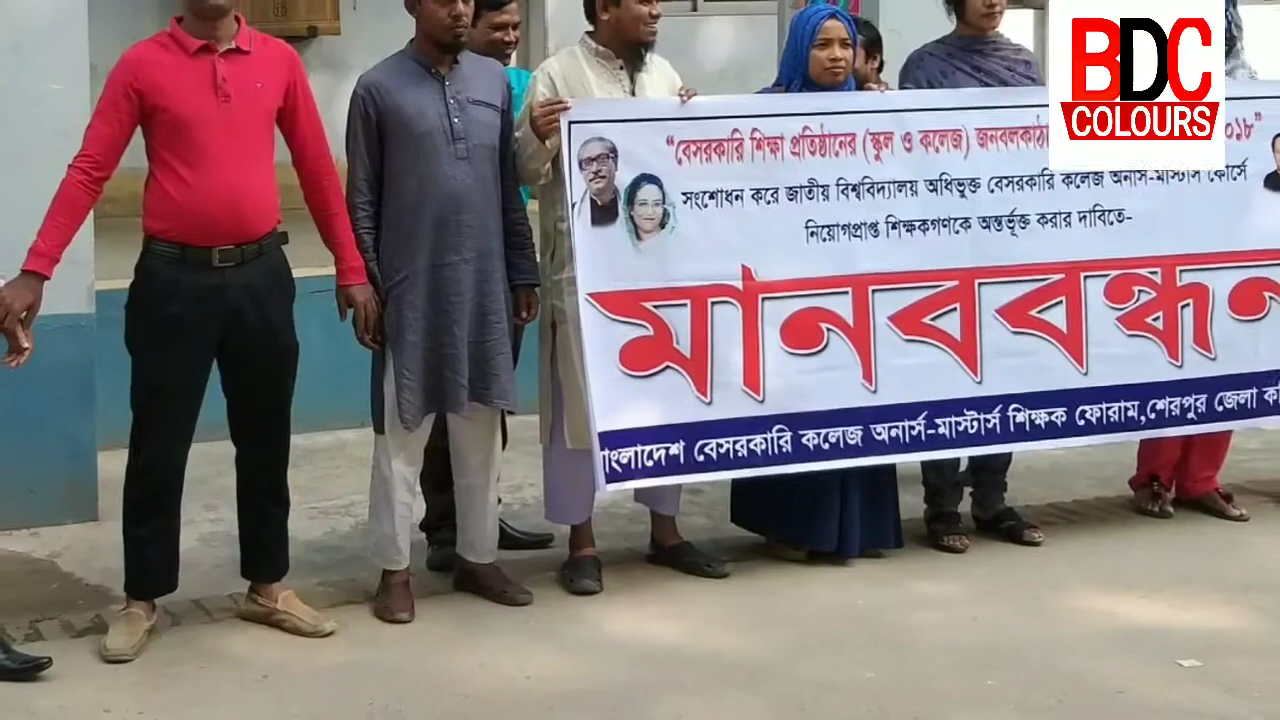 BDC
COLOURS
“বেসরকারি শিক্ষা প্রতিষ্ঠানের (স্কুল ও কলেজ) ২০১৮”
সংশোধন করে জাতীয় বিশ্ববিদ্যালয় অধিভুক্ত বেসরকারি কলেজ অনার্স-মাস্টার্স কোর্সে
নিয়োগপ্রাপ্ত শিক্ষকগণকে অন্তর্ভূক্ত করার দাবিতে-
মানববন্ধন
বেসরকারি কলেজ অনার্স-মাস্টার্স শিক্ষক ফোরাম,শেরপুর জেলা